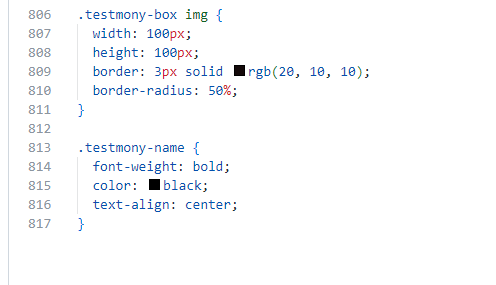 806 .testmony-box img {
807 width: 100px;
808 height: 100px;
809 border: 3px solid rgb(20, 10, 10);
810 border-radius: 50%;
811 }
812
813 .testmony-name {
814 font-weight: bold;
815 color: black;
816 text-align: center;
817 }